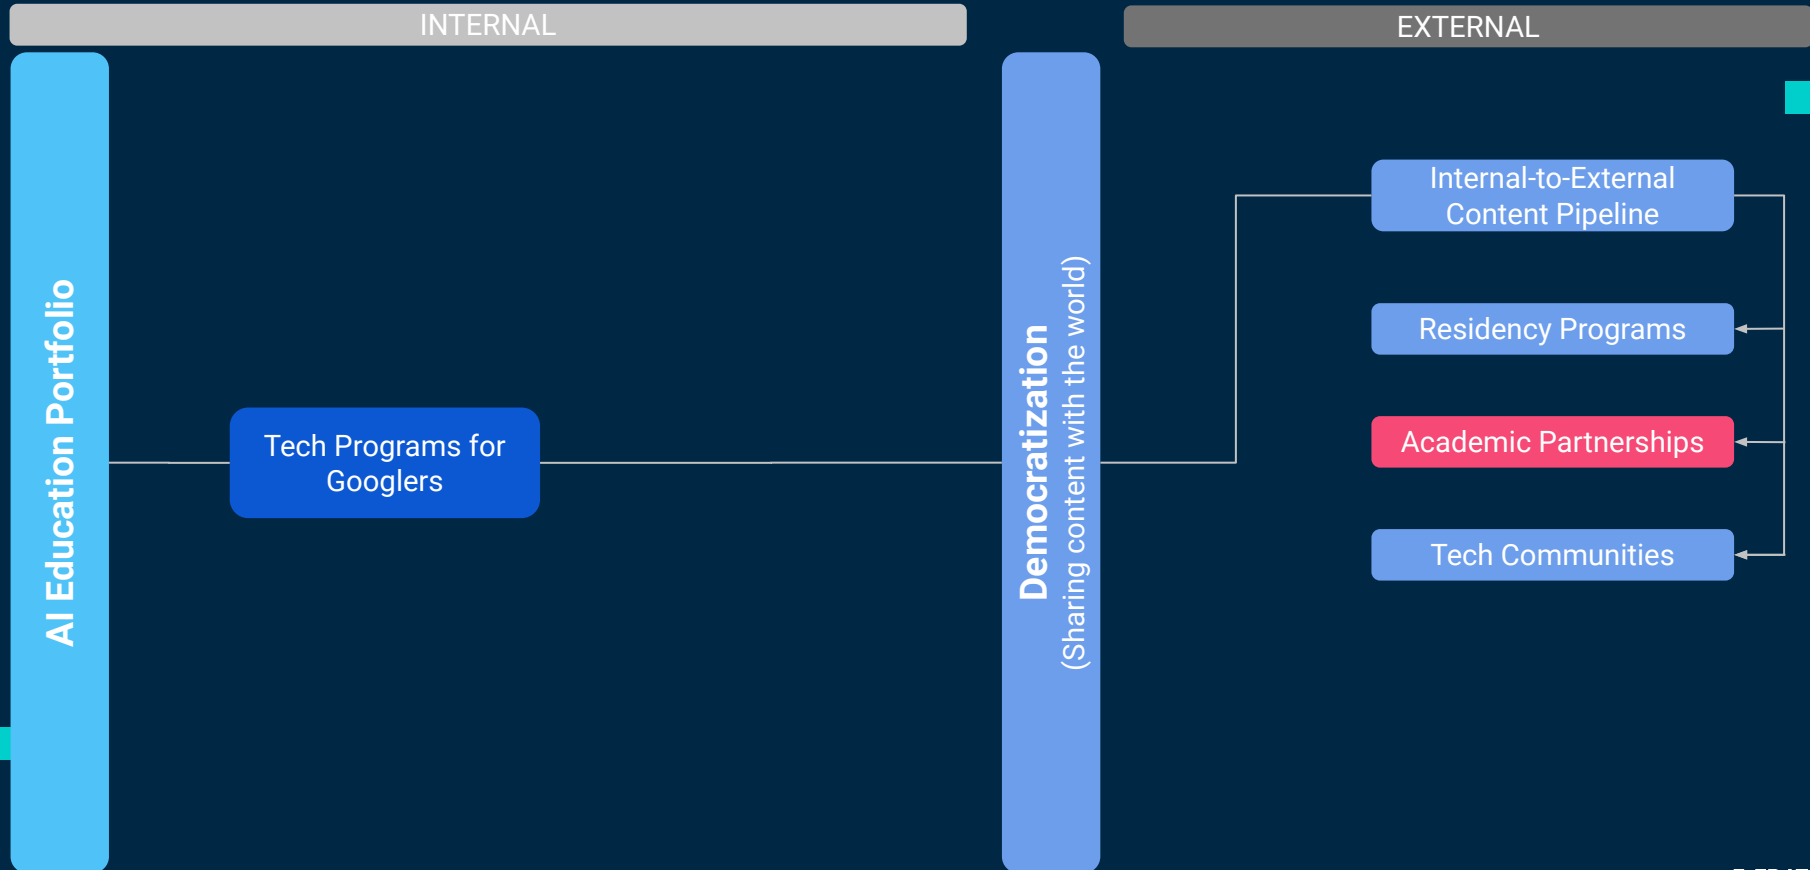 INTERNAL
EXTERNAL
AI Education Portfolio
Tech Programs for
Googlers
Democratization
(Sharing content with the world)
Internal-to-External
Content Pipeline
Residency Programs
Academic Partnerships
Tech Communities